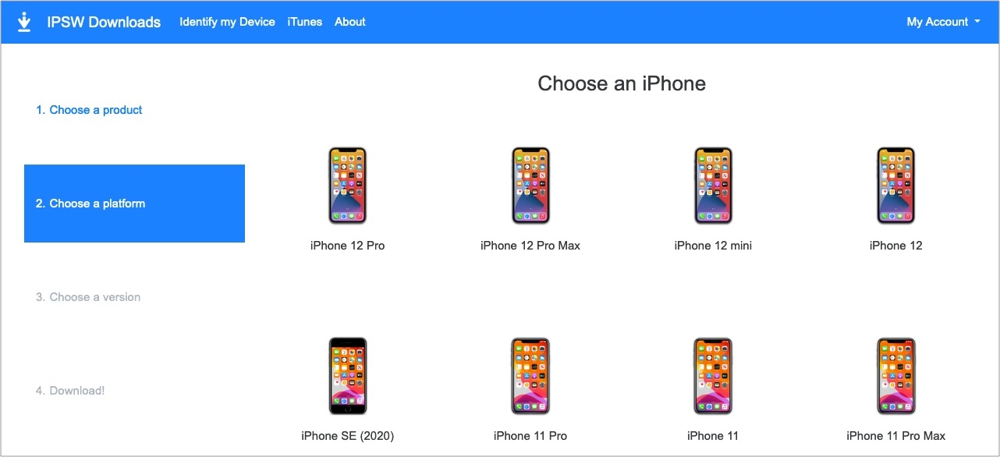 IPSW Downloads Identify my Device iTunes About My Account
Choose an iPhone
1. Choose a product
2. Choose a platform
3. Choose a version
4. Download!
iPhone 12 Pro iPhone 12 Pro Max iPhone 12 mini iPhone 12
iPhone SE (2020) iPhone 11 Pro iPhone 11 iPhone 11 Pro Max